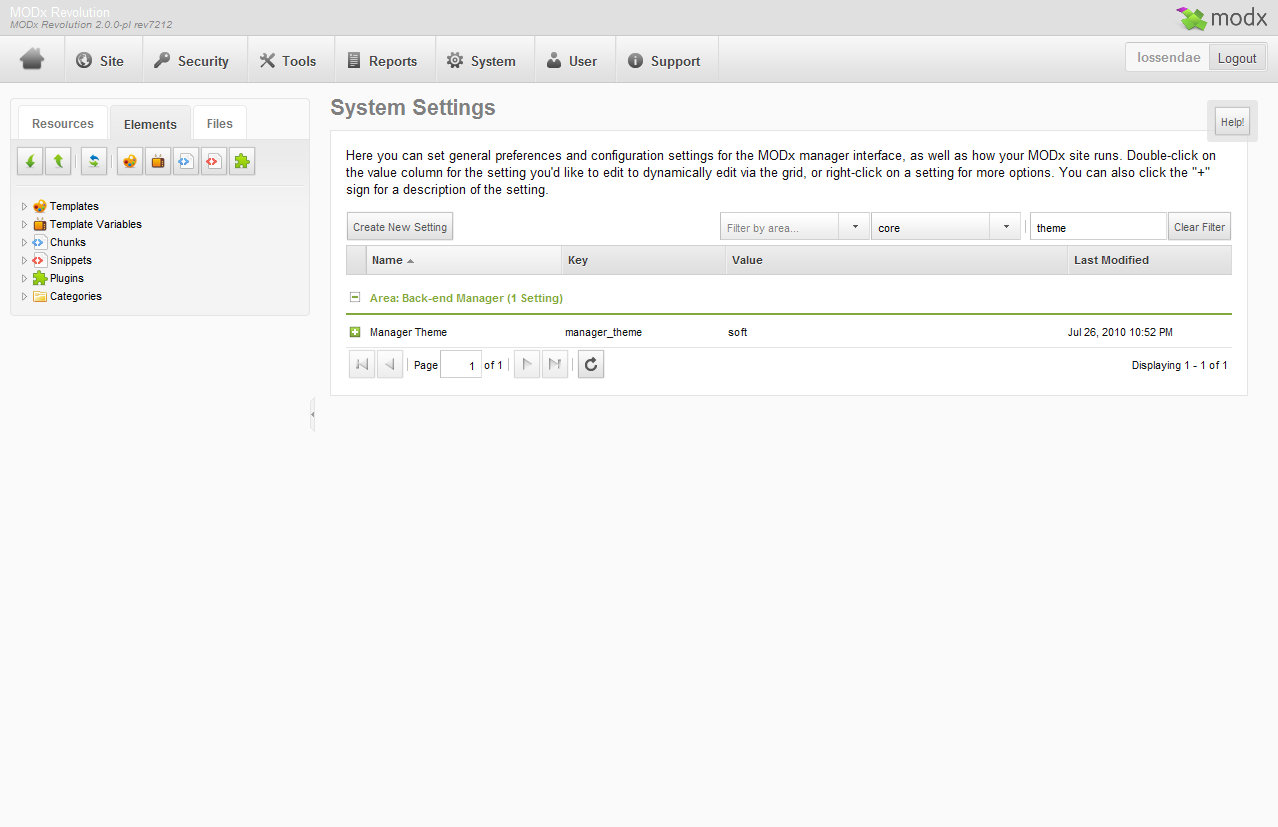 MODx Revolution
MODx Revolution 2.0.0-pl rev7212
modx
Site
Security
Tools
Reports
System
User
Support
lossendae
Logout
Resources
Elements
Files
Templates
Template Variables
Chunks
Snippets
Plugins
Categories
System Settings
Help!
Here you can set general preferences and configuration settings for the MODx manager interface, as well as how your MODx site runs. Double-click on
the value column for the setting you'd like to edit to dynamically edit via the grid, or right-click on a setting for more options. You can also click the "+"
sign for a description of the setting.
Create New Setting
Filter by area...
core
theme
Clear Filter
Name
Key
Value
Last Modified
Area: Back-end Manager (1 Setting)
Manager Theme
manager_theme
soft
Jul 26, 2010 10:52 PM
Page 1 of 1
Displaying 1 - 1 of 1